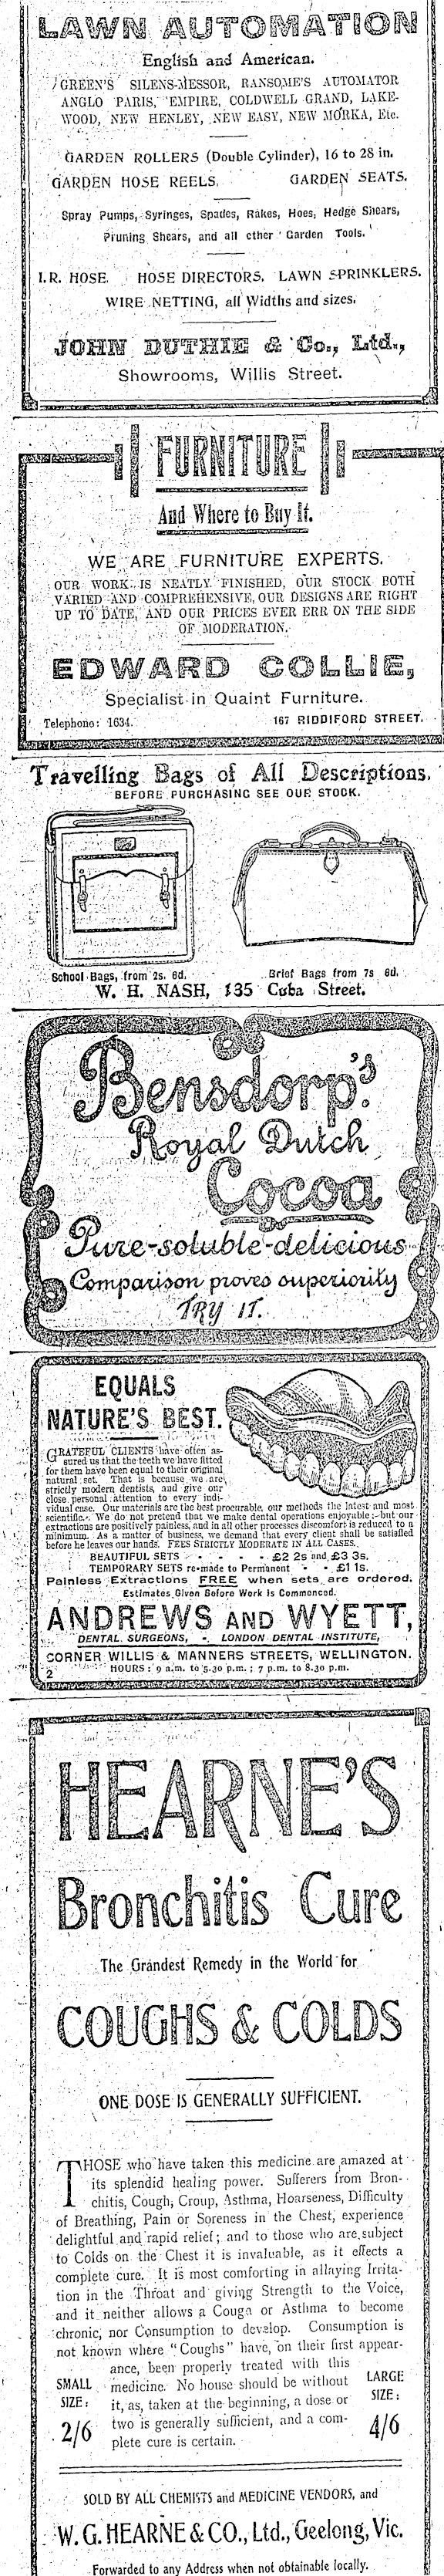 LAWN AUTOMATION
English and American.
GREEN'S SILENS-MESSOR, RANSOME'S AUTOMATOR
ANGLO PARIS, EMPIRE, COLDWELL GRAND, LAKE-
WOOD, NEW HENLEY, NEW EASY, NEW MORKA, Etc.
GARDEN ROLLERS (Double Cylinder), 16 to 28 in.
GARDEN HOSE REELS. GARDEN SEATS.
Spray Pumps, Syringes, Spades, Rakes, Hoes, Hedge Shears,
Pruning Shears, and all other Garden Tools.
I.R. HOSE. HOSE DIRECTORS. LAWN SPRINKLERS.
WIRE NETTING, all Widths and sizes.
JOHN DUTHIE & Co., Ltd.,
Showrooms, Willis Street.
FURNITURE
And Where to Buy It.
WE ARE FURNITURE EXPERTS.
OUR WORK IS NEATLY FINISHED, OUR STOCK BOTH
VARIED AND COMPREHENSIVE, OUR DESIGNS ARE RIGHT
UP TO DATE, AND OUR PRICES EVER ERR ON THE SIDE
OF MODERATION.
EDWARD COLLIE,
Specialist in Quaint Furniture.
Telephone: 1634. 167 RIDDIFORD STREET.
Travelling Bags of All Descriptions.
BEFORE PURCHASING SEE OUR STOCK.
School Bags, from 2s. 6d. Brief Bags from 7s 6d.
W. H. NASH, 135 Cuba Street.
Bensdorp's
Royal Dutch
Cocoa
Pure-soluble-delicious
Comparison proves superiority
TRY IT.
EQUALS
NATURE'S BEST.
GRATEFUL CLIENTS have often as-
sured us that the teeth we have fitted
for them have been equal to their original
natural set. That is because we are
strictly modern dentists, and give our
close personal attention to every indi-
vidual case. Our materials are the best procurable, our methods the latest and most
scientific. We do not pretend that we make dental operations enjoyable—but our
extractions are positively painless, and in all other processes discomfort is reduced to a
minimum. As a matter of business, we demand that every client shall be satisfied
before he leaves our hands. FEES STRICTLY MODERATE IN ALL CASES.
BEAUTIFUL SETS - - - - £2 2s and £3 3s.
TEMPORARY SETS re-made to Permanent - - £1 1s.
Painless Extractions FREE when sets are ordered.
Estimates Given Before Work is Commenced.
ANDREWS AND WYETT,
DENTAL SURGEONS, - LONDON DENTAL INSTITUTE,
CORNER WILLIS & MANNERS STREETS, WELLINGTON.
2 HOURS: 9 a.m. to 5.30 p.m.; 7 p.m. to 8.30 p.m.
HEARNE'S
Bronchitis Cure
The Grandest Remedy in the World for
COUGHS & COLDS
ONE DOSE IS GENERALLY SUFFICIENT.
THOSE who have taken this medicine are amazed at
its splendid healing power. Sufferers from Bron-
chitis, Cough, Croup, Asthma, Hoarseness, Difficulty
of Breathing, Pain or Soreness in the Chest, experience
delightful and rapid relief; and to those who are subject
to Colds on the Chest it is invaluable, as it effects a
complete cure. It is most comforting in allaying Irrita-
tion in the Throat and giving Strength to the Voice,
and it neither allows a Cough or Asthma to become
chronic, nor Consumption to develop. Consumption is
not known where "Coughs" have, on their first appear-
ance, been properly treated with this
medicine. No house should be without
it, as, taken at the beginning, a dose or
two is generally sufficient, and a com-
plete cure is certain.
SMALL
SIZE:
2/6
LARGE
SIZE:
4/6
SOLD BY ALL CHEMISTS and MEDICINE VENDORS, and
W. G. HEARNE & CO., Ltd., Geelong, Vic.
Forwarded to any Address when not obtainable locally.